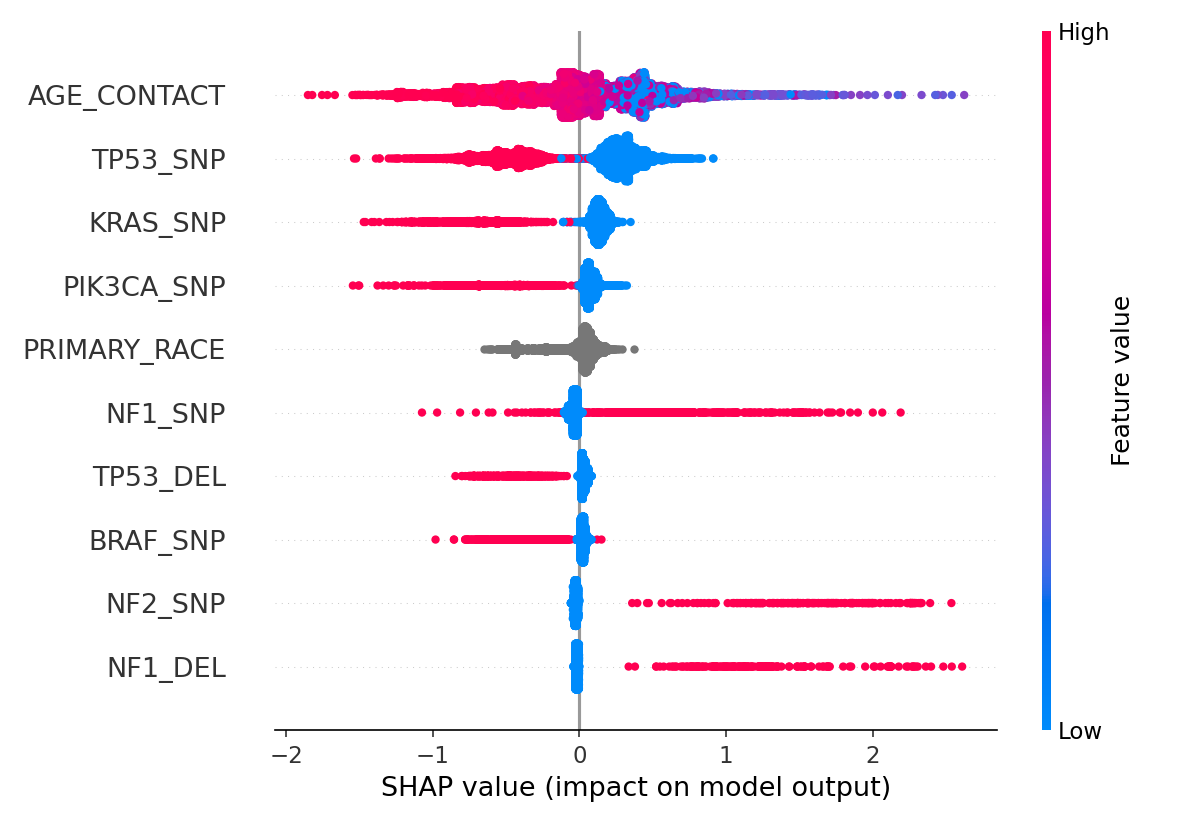 High
AGE_CONTACT
TP53_SNP
KRAS_SNP
PIK3CA_SNP
PRIMARY_RACE
NF1_SNP
TP53_DEL
BRAF_SNP
NF2_SNP
NF1_DEL
Feature value
Low
−2 −1 0 1 2
SHAP value (impact on model output)